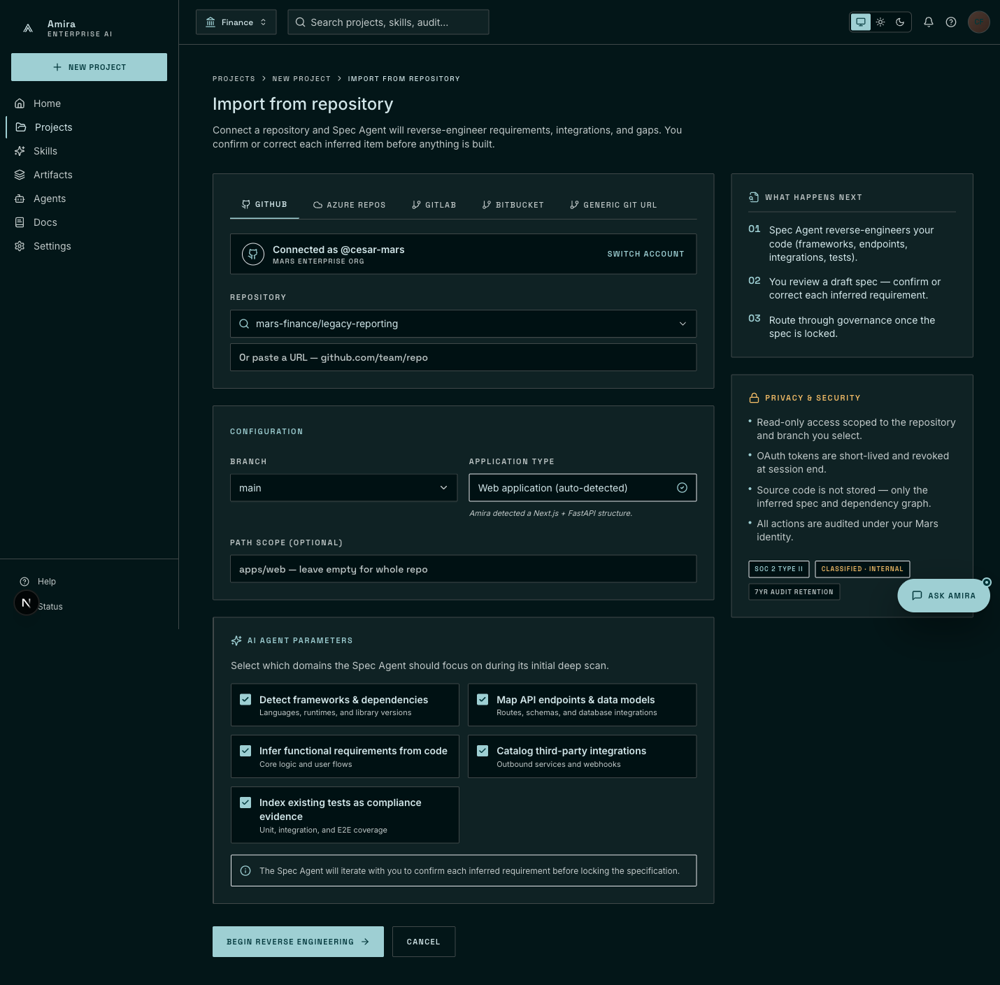 Amira
ENTERPRISE AI
NEW PROJECT
Home
Projects
Skills
Artifacts
Agents
Docs
Settings
Help
N
Status
Finance
Search projects, skills, audit...
PROJECTS > NEW PROJECT > IMPORT FROM REPOSITORY
Import from repository
Connect a repository and Spec Agent will reverse-engineer requirements, integrations, and gaps. You
confirm or correct each inferred item before anything is built.
GITHUB
AZURE REPOS
GITLAB
BITBUCKET
GENERIC GIT URL
Connected as @cesar-mars
MARS ENTERPRISE ORG
SWITCH ACCOUNT
REPOSITORY
mars-finance/legacy-reporting
Or paste a URL — github.com/team/repo
CONFIGURATION
BRANCH
main
APPLICATION TYPE
Web application (auto-detected)
Amira detected a Next.js + FastAPI structure.
PATH SCOPE (OPTIONAL)
apps/web — leave empty for whole repo
AI AGENT PARAMETERS
Select which domains the Spec Agent should focus on during its initial deep scan.
Detect frameworks & dependencies
Languages, runtimes, and library versions
Map API endpoints & data models
Routes, schemas, and database integrations
Infer functional requirements from code
Core logic and user flows
Catalog third-party integrations
Outbound services and webhooks
Index existing tests as compliance
evidence
Unit, integration, and E2E coverage
The Spec Agent will iterate with you to confirm each inferred requirement before locking the specification.
BEGIN REVERSE ENGINEERING
CANCEL
WHAT HAPPENS NEXT
01 Spec Agent reverse-engineers your
code (frameworks, endpoints,
integrations, tests).
02 You review a draft spec — confirm or
correct each inferred requirement.
03 Route through governance once the
spec is locked.
PRIVACY & SECURITY
• Read-only access scoped to the repository
and branch you select.
• OAuth tokens are short-lived and revoked
at session end.
• Source code is not stored — only the
inferred spec and dependency graph.
• All actions are audited under your Mars
identity.
SOC 2 TYPE II
CLASSIFIED · INTERNAL
7YR AUDIT RETENTION
ASK AMIRA